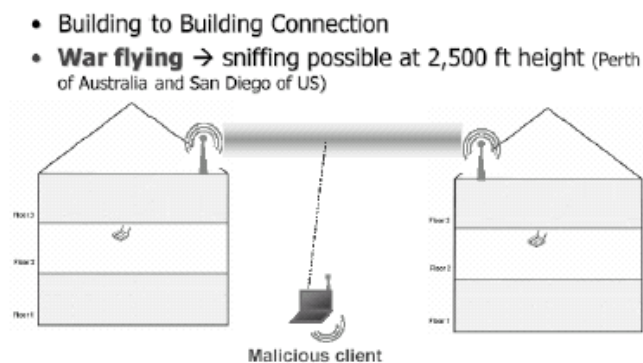 • Building to Building Connection
• War flying → sniffing possible at 2,500 ft height (Perth
of Australia and San Diego of US)
Floor 3
Floor 3
Floor 2
Floor 2
Floor 1
Floor 1
Malicious client